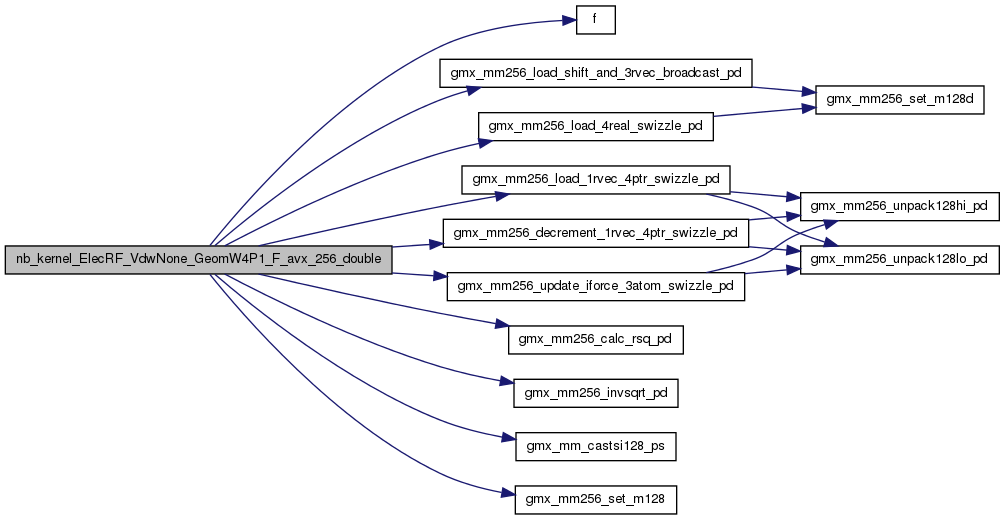 f
gmx_mm256_load_shift_and_3rvec_broadcast_pd
gmx_mm256_set_m128d
gmx_mm256_load_4real_swizzle_pd
gmx_mm256_load_1rvec_4ptr_swizzle_pd
gmx_mm256_unpack128hi_pd
gmx_mm256_decrement_1rvec_4ptr_swizzle_pd
nb_kernel_ElecRF_VdwNone_GeomW4P1_F_avx_256_double
gmx_mm256_unpack128lo_pd
gmx_mm256_update_iforce_3atom_swizzle_pd
gmx_mm256_calc_rsq_pd
gmx_mm256_invsqrt_pd
gmx_mm_castsi128_ps
gmx_mm256_set_m128